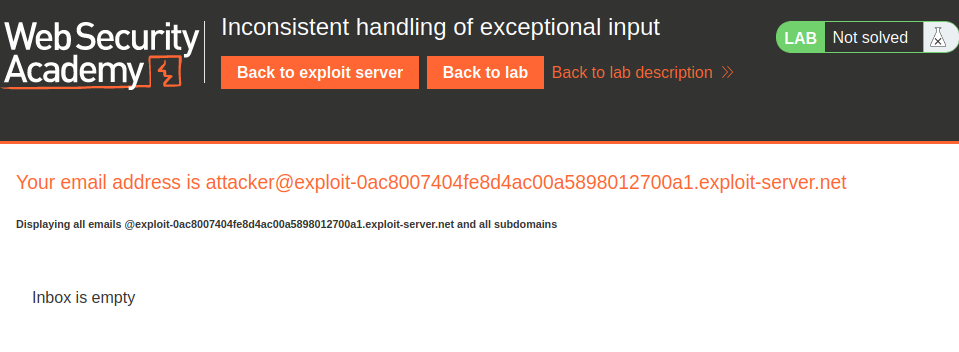 Web Security
Academy
Inconsistent handling of exceptional input
Back to exploit server
Back to lab
Back to lab description
LAB
Not solved
Your email address is attacker@exploit-0ac8007404fe8d4ac00a5898012700a1.exploit-server.net
Displaying all emails @exploit-0ac8007404fe8d4ac00a5898012700a1.exploit-server.net and all subdomains
Inbox is empty